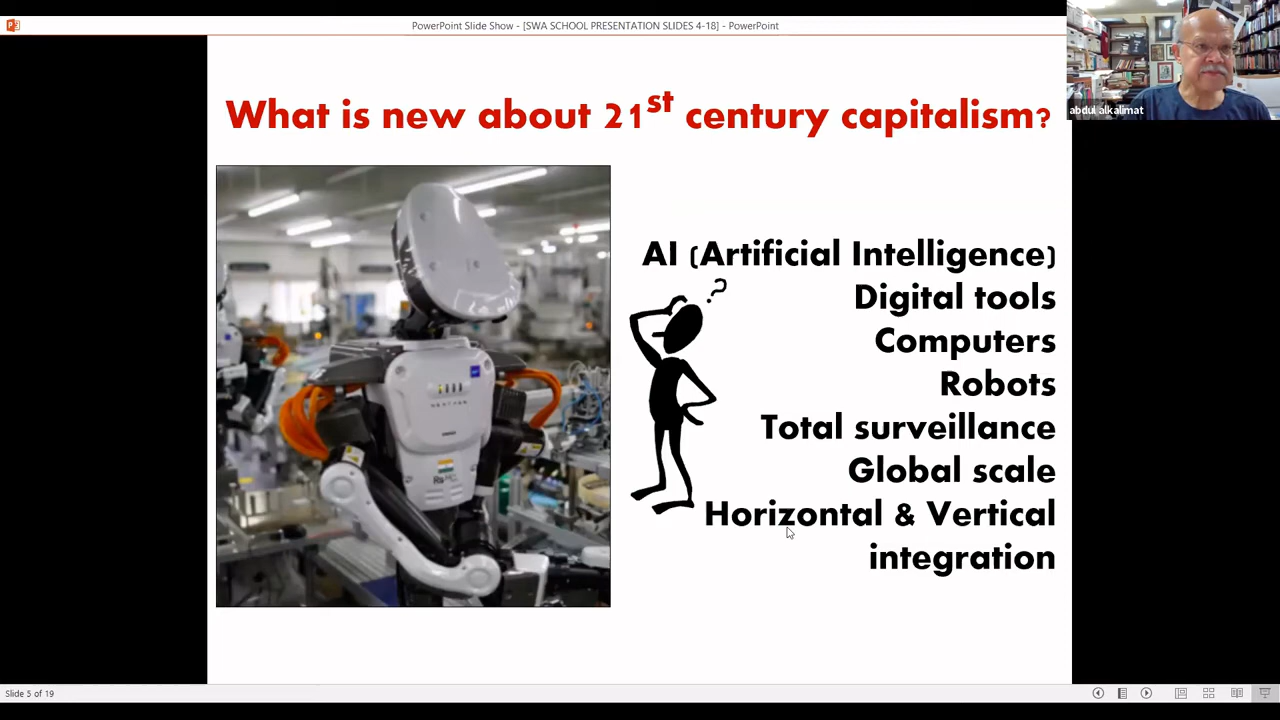 PowerPoint Slide Show - [SWA SCHOOL PRESENTATION SLIDES 4-18] - PowerPoint
abdul alkalimat
What is new about 21st century capitalism?
AI (Artificial Intelligence)
Digital tools
Computers
Robots
Total surveillance
Global scale
Horizontal & Vertical
integration
?
NEXTAGE
Slide 5 of 19